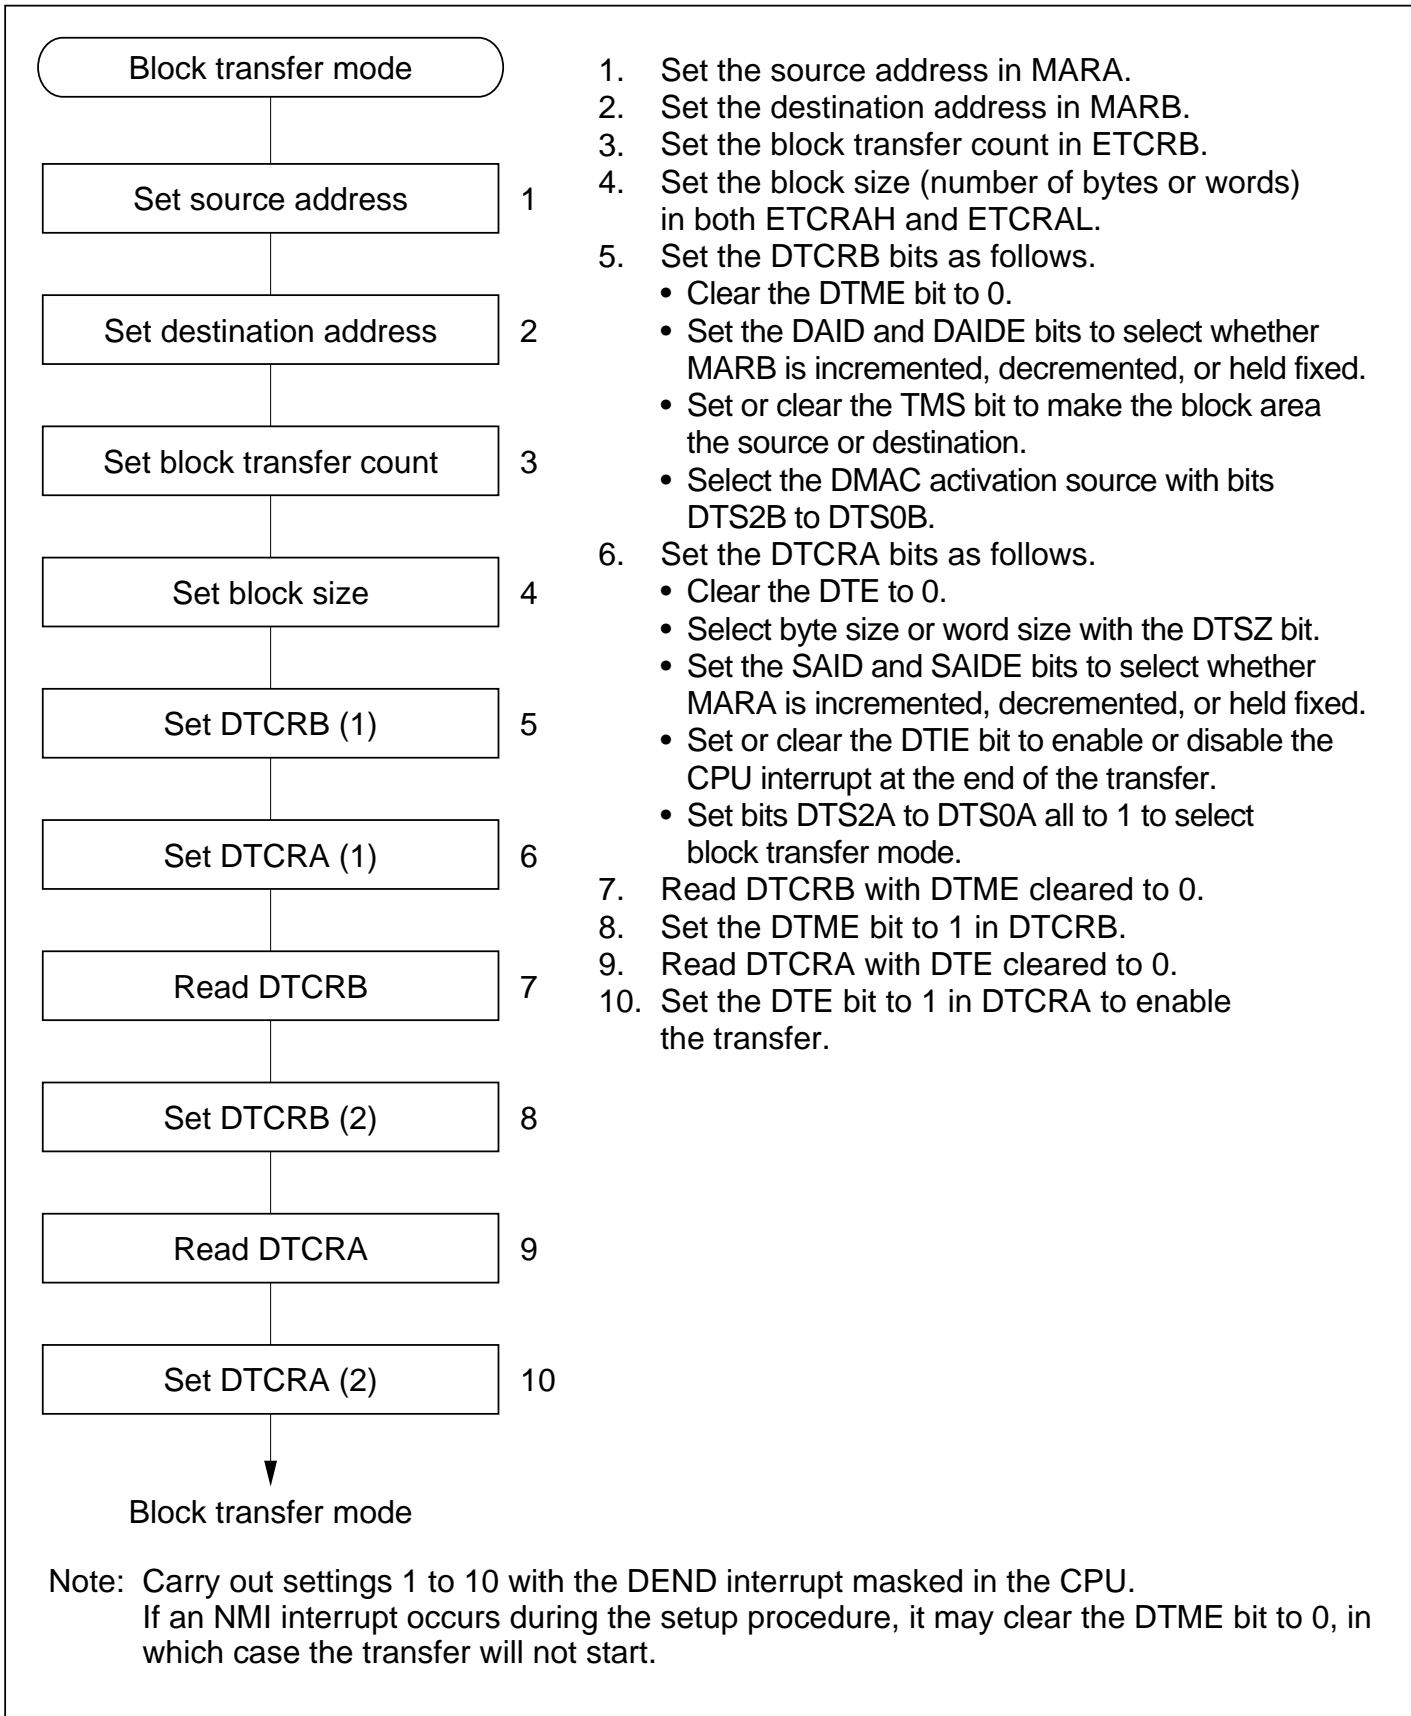 Block transfer mode
Set source address 1
Set destination address 2
Set block transfer count 3
Set block size 4
Set DTCRB (1) 5
Set DTCRA (1) 6
Read DTCRB 7
Set DTCRB (2) 8
Read DTCRA 9
Set DTCRA (2) 10
Block transfer mode
1. Set the source address in MARA.
2. Set the destination address in MARB.
3. Set the block transfer count in ETCRB.
4. Set the block size (number of bytes or words)
in both ETCRAH and ETCRAL.
5. Set the DTCRB bits as follows.
• Clear the DTME bit to 0.
• Set the DAID and DAIDE bits to select whether
MARB is incremented, decremented, or held fixed.
• Set or clear the TMS bit to make the block area
the source or destination.
• Select the DMAC activation source with bits
DTS2B to DTS0B.
6. Set the DTCRA bits as follows.
• Clear the DTE to 0.
• Select byte size or word size with the DTSZ bit.
• Set the SAID and SAIDE bits to select whether
MARA is incremented, decremented, or held fixed.
• Set or clear the DTIE bit to enable or disable the
CPU interrupt at the end of the transfer.
• Set bits DTS2A to DTS0A all to 1 to select
block transfer mode.
7. Read DTCRB with DTME cleared to 0.
8. Set the DTME bit to 1 in DTCRB.
9. Read DTCRA with DTE cleared to 0.
10. Set the DTE bit to 1 in DTCRA to enable
the transfer.
Note: Carry out settings 1 to 10 with the DEND interrupt masked in the CPU.
If an NMI interrupt occurs during the setup procedure, it may clear the DTME bit to 0, in
which case the transfer will not start.